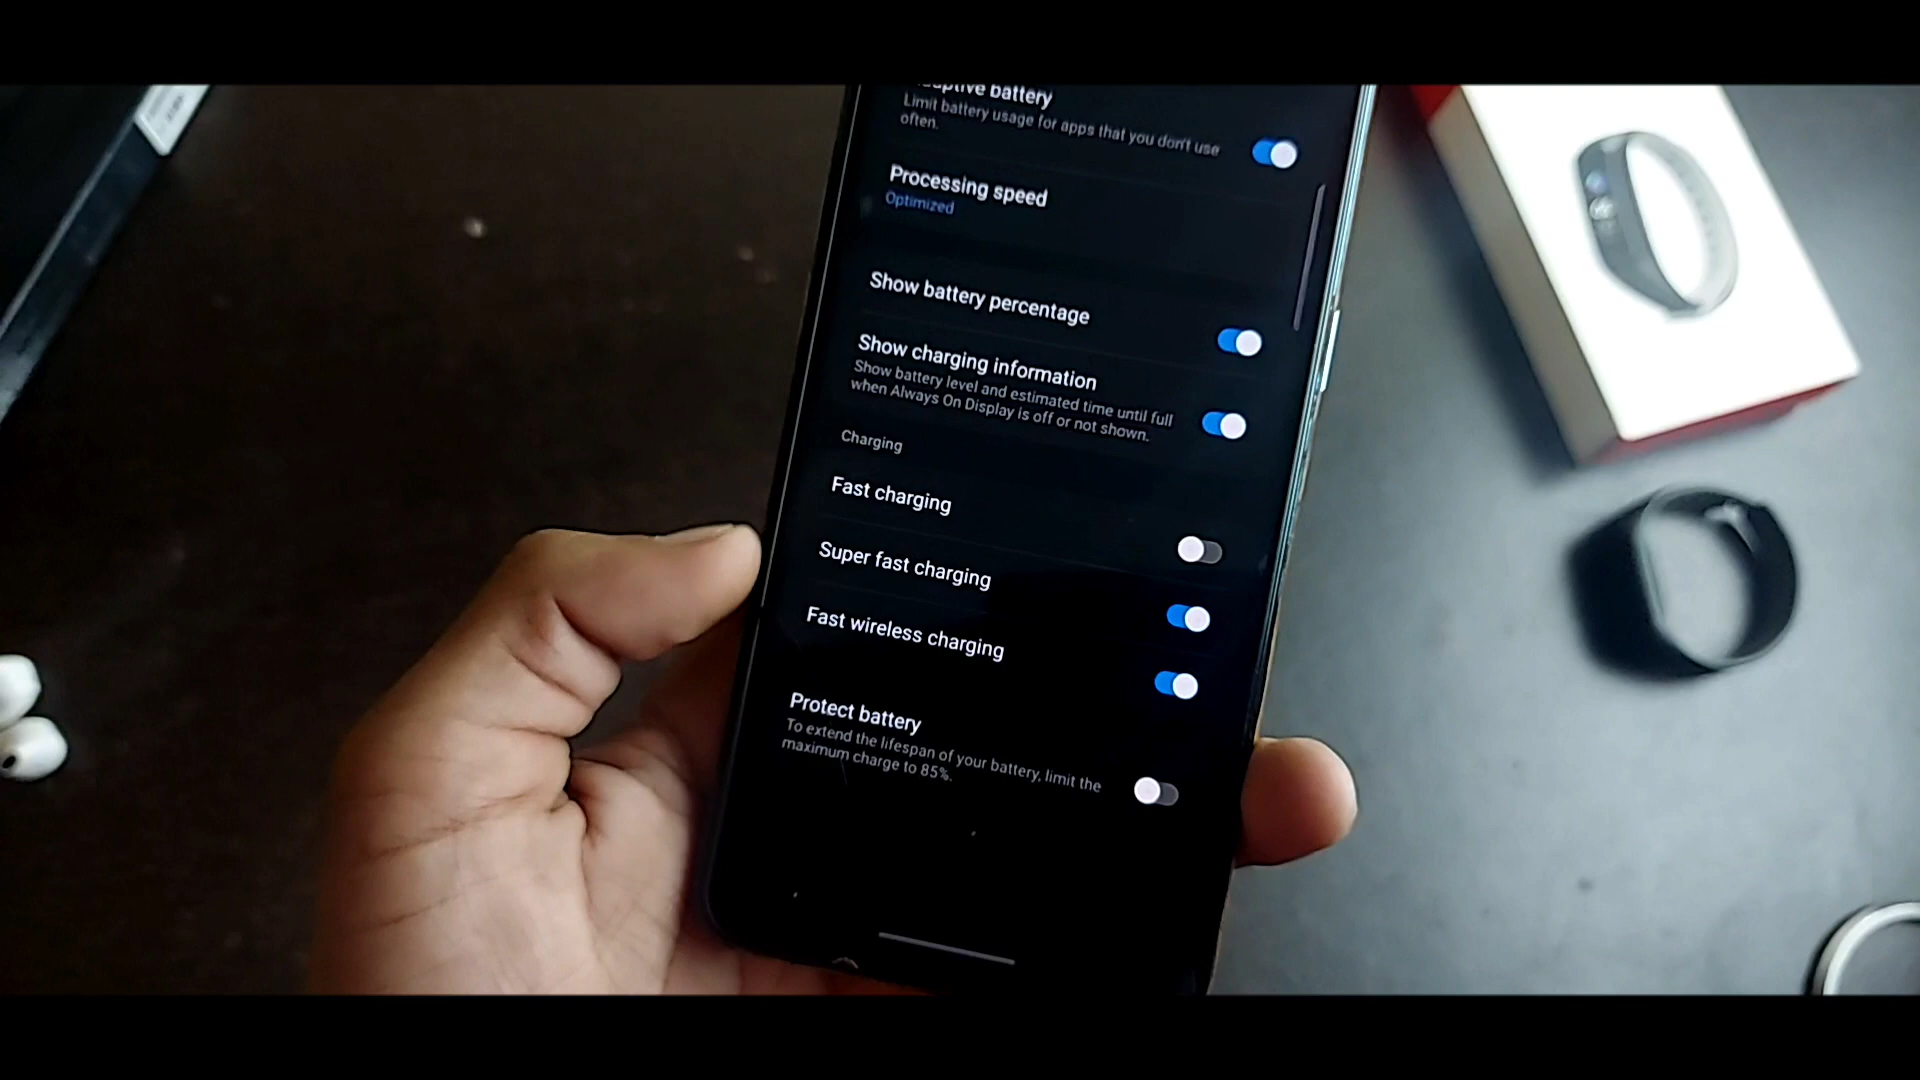 battery
Limit battery usage for apps that you don't use
often.
Processing speed
Optimized
Show battery percentage
Show charging information
Show battery level and estimated time until full
when Always On Display is off or not shown.
Charging
Fast charging
Super fast charging
Fast wireless charging
Protect battery
To extend the lifespan of your battery, limit the
maximum charge to 85%.